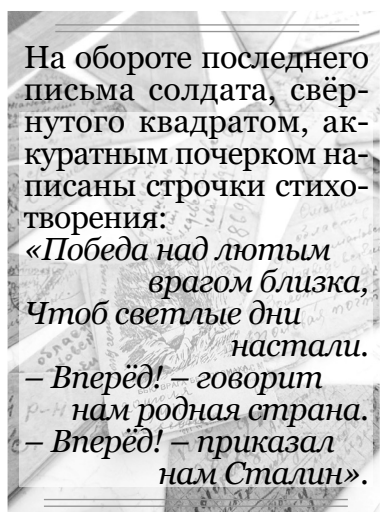 На обороте последнего
письма солдата, свёр-
нутого квадратом, ак-
куратным почерком на-
писаны строчки стихо-
творения:
«Победа над лютым
врагом близка,
Чтоб светлые дни
настали.
– Вперёд! – говорит
нам родная страна.
– Вперёд! – приказал
нам Сталин».